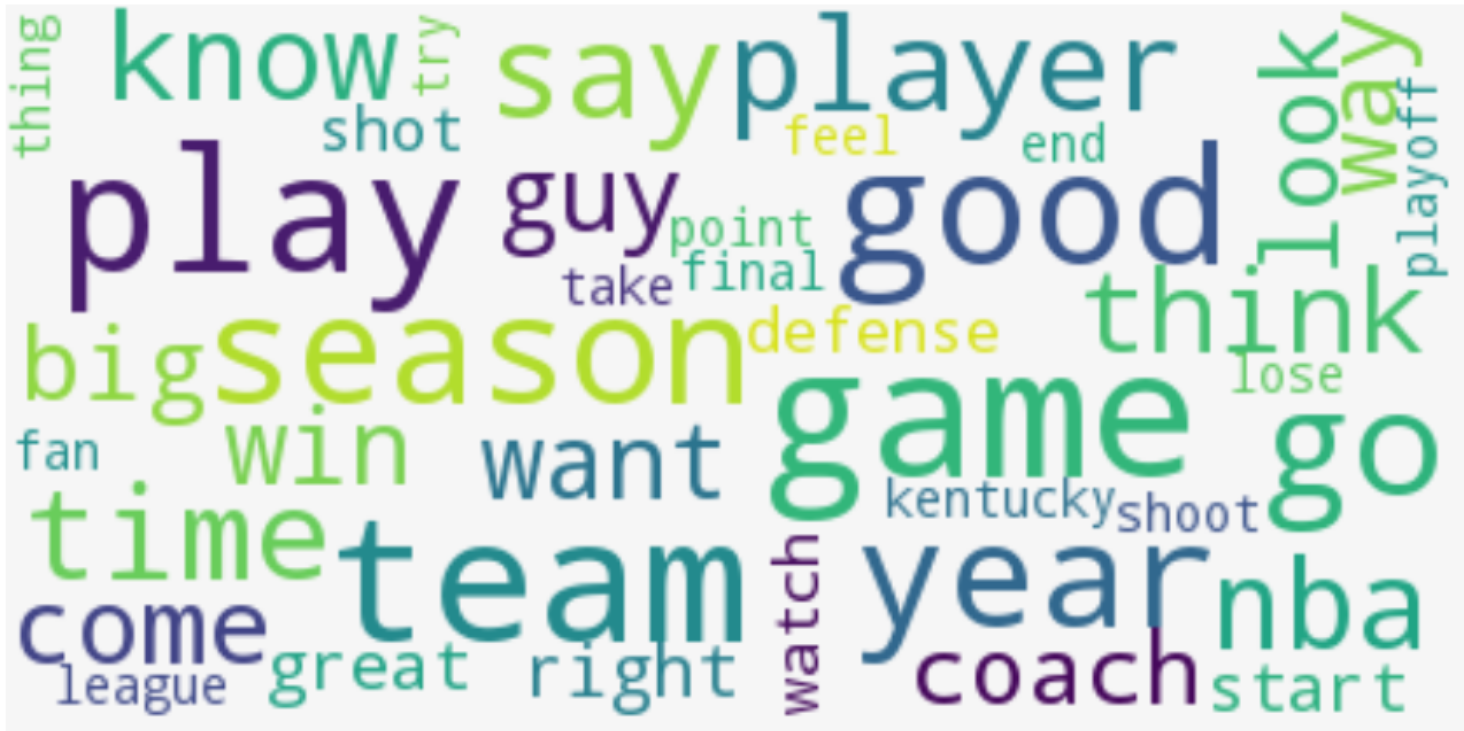 thing
know
try
say
player
look
way
shot
feel
end
playoff
play
guy
good
point
take
final
think
big
season
defense
lose
game
fan
win
want
go
kentucky
shoot
time
team
watch
year
nba
come
great
right
coach
league
start